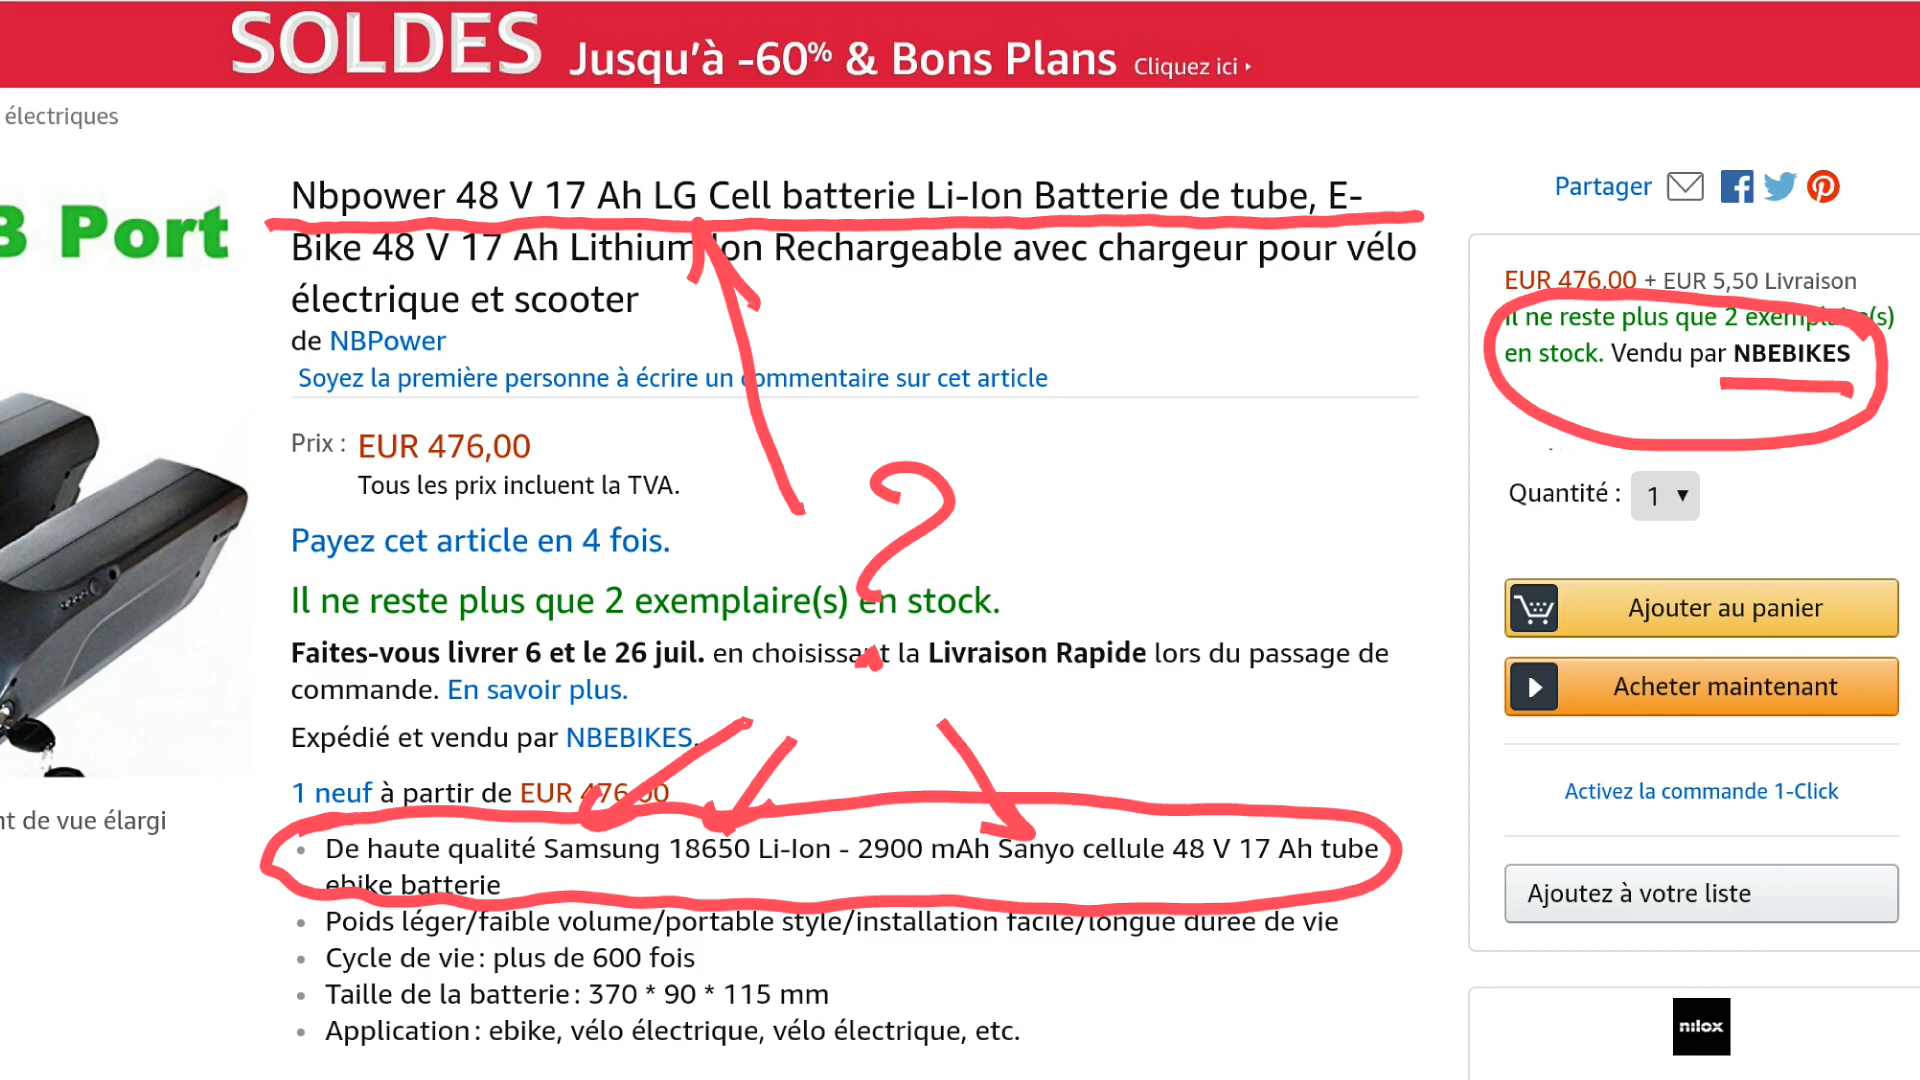 SOLDES Jusqu’à -60% & Bons Plans Cliquez ici
électriques
Nbpower 48 V 17 Ah LG Cell batterie Li-Ion Batterie de tube, E-
Bike 48 V 17 Ah Lithium Ion Rechargeable avec chargeur pour vélo
électrique et scooter
de NBPower
Soyez la première personne à écrire un commentaire sur cet article
Prix : EUR 476,00
Tous les prix incluent la TVA.
Payez cet article en 4 fois.
Il ne reste plus que 2 exemplaire(s) en stock.
Faites-vous livrer 6 et le 26 juil. en choisissant la Livraison Rapide lors du passage de
commande. En savoir plus.
Expédié et vendu par NBEBIKES.
1 neuf à partir de EUR 476,00
De haute qualité Samsung 18650 Li-Ion - 2900 mAh Sanyo cellule 48 V 17 Ah tube
ebike batterie
Poids léger/faible volume/portable style/installation facile/longue durée de vie
Cycle de vie : plus de 600 fois
Taille de la batterie : 370 * 90 * 115 mm
Application : ebike, vélo électrique, vélo électrique, etc.
B Port
nt de vue élargi
?
Partager
EUR 476,00 + EUR 5,50 Livraison
Il ne reste plus que 2 exemplaire(s)
en stock. Vendu par NBEBIKES
Quantité : 1
Ajouter au panier
Acheter maintenant
Activez la commande 1-Click
Ajoutez à votre liste
nilox